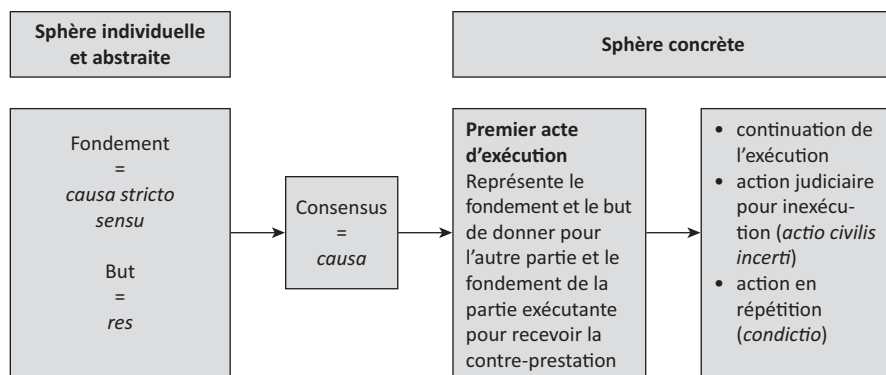 Sphère individuelle
et abstraite
Sphère concrète
Fondement
=
causa stricto
sensu
But
=
res
Consensus
=
causa
Premier acte
d’exécution
Représente le
fondement et le but
de donner pour
l’autre partie et le
fondement de la
partie exécutante
pour recevoir la
contre-prestation
• continuation de
l’exécution
• action judiciaire
pour inexécu-
tion (actio civilis
incerti)
• action en
répétition
(condictio)